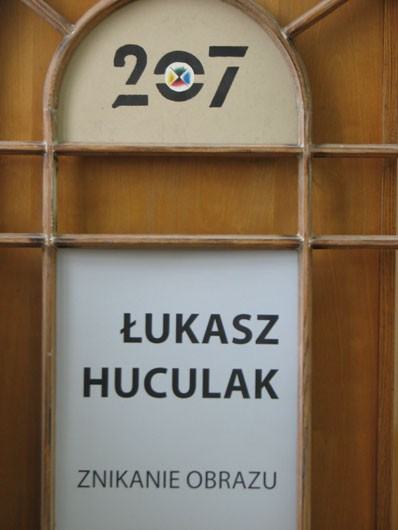 207
ŁUKASZ
HUCULAK
ZNIKANIE OBRAZU